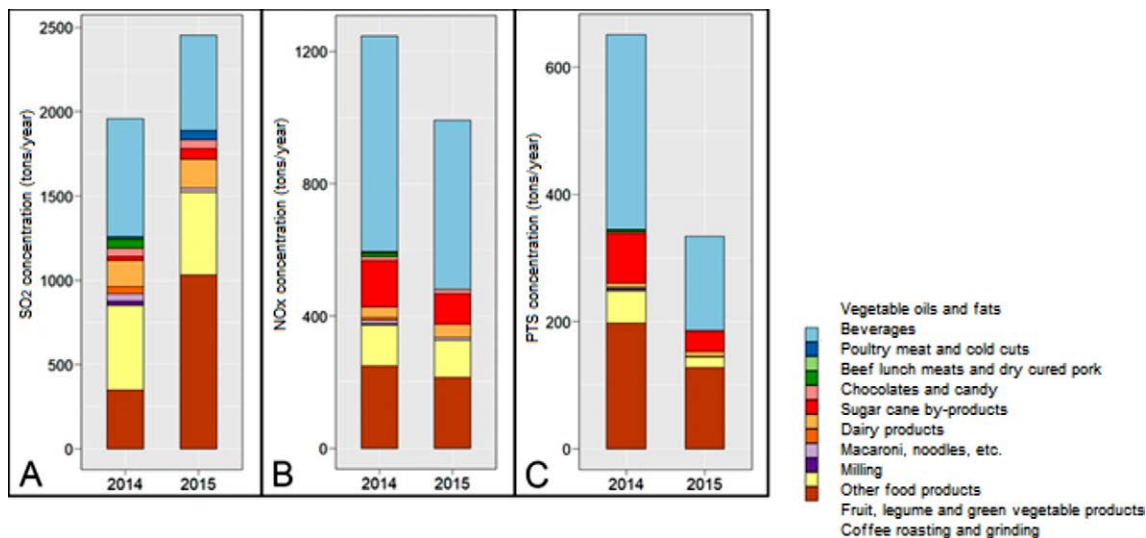 2500
2000
1500
1000
500
0
SO2 concentration (tons/year)
A
2014 2015
1200
800
400
0
NOx concentration (tons/year)
B
2014 2015
600
400
200
0
PTS concentration (tons/year)
C
2014 2015
Vegetable oils and fats
Beverages
Poultry meat and cold cuts
Beef lunch meats and dry cured pork
Chocolates and candy
Sugar cane by-products
Dairy products
Macaroni, noodles, etc.
Milling
Other food products
Fruit, legume and green vegetable products
Coffee roasting and grinding